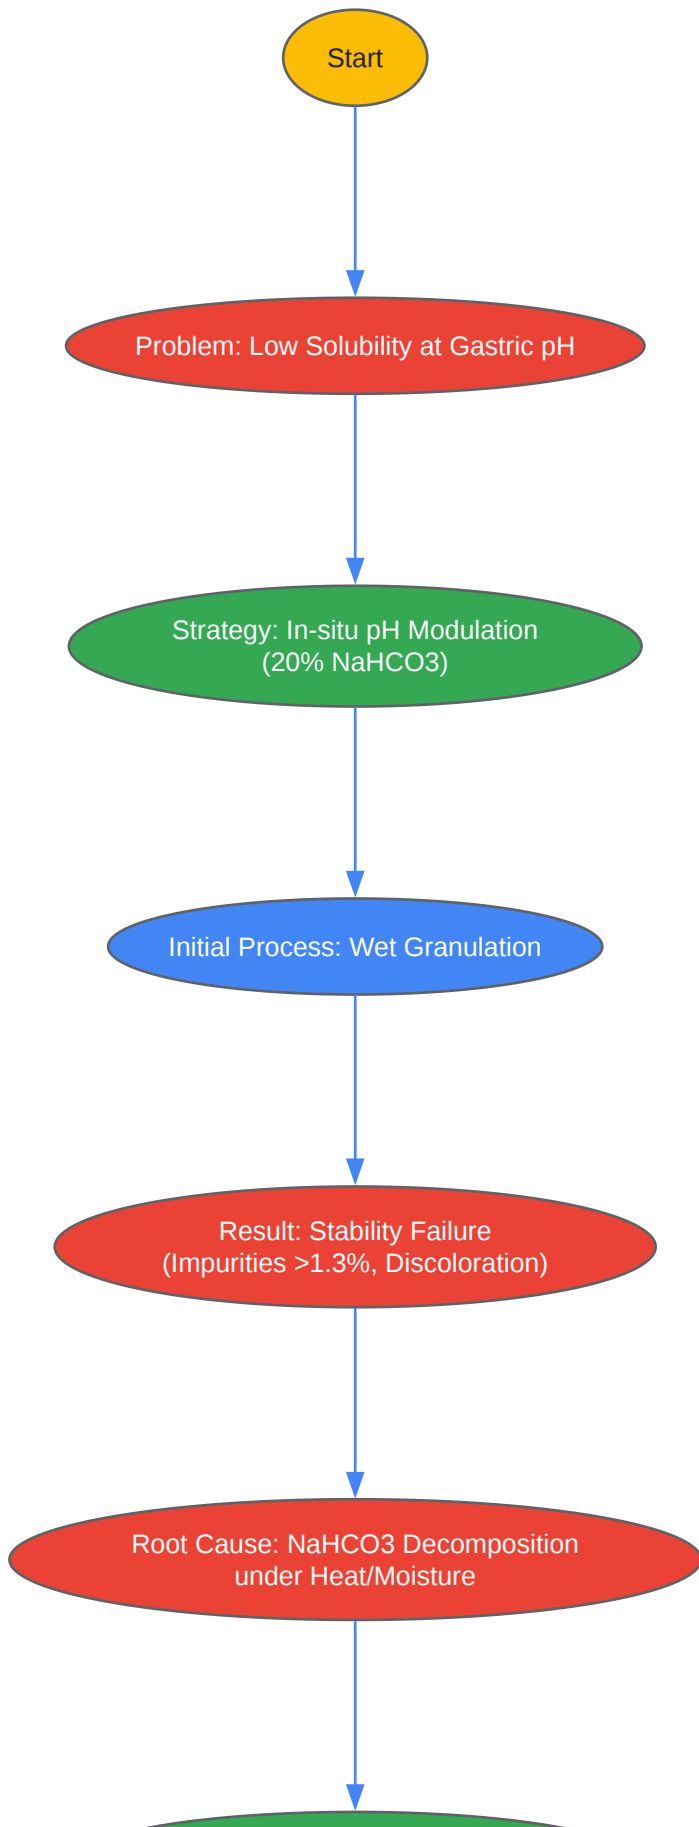 Start
Problem: Low Solubility at Gastric pH
Strategy: In-situ pH Modulation
(20% NaHCO3)
Initial Process: Wet Granulation
Result: Stability Failure
(Impurities >1.3%, Discoloration)
Root Cause: NaHCO3 Decomposition
under Heat/Moisture